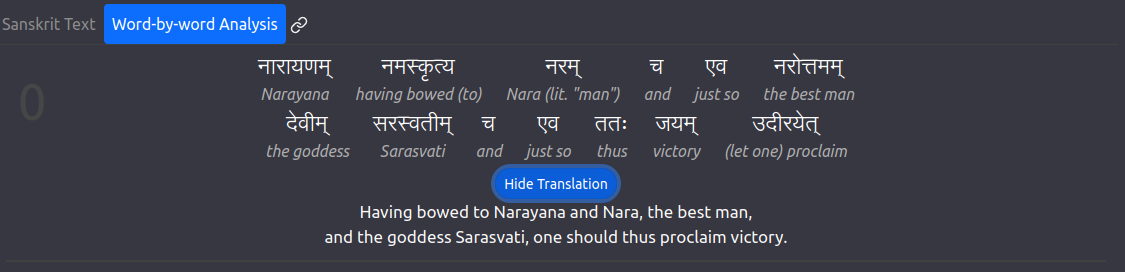 Sanskrit Text Word-by-word Analysis
0
नारायणम् नमस्कृत्य नरम् च एव नरोत्तमम्
Narayana having bowed (to) Nara (lit. "man") and just so the best man
देवीम् सरस्वतीम् च एव ततः जयम् उदीरयेत्
the goddess Sarasvati and just so thus victory (let one) proclaim
Hide Translation
Having bowed to Narayana and Nara, the best man,
and the goddess Sarasvati, one should thus proclaim victory.